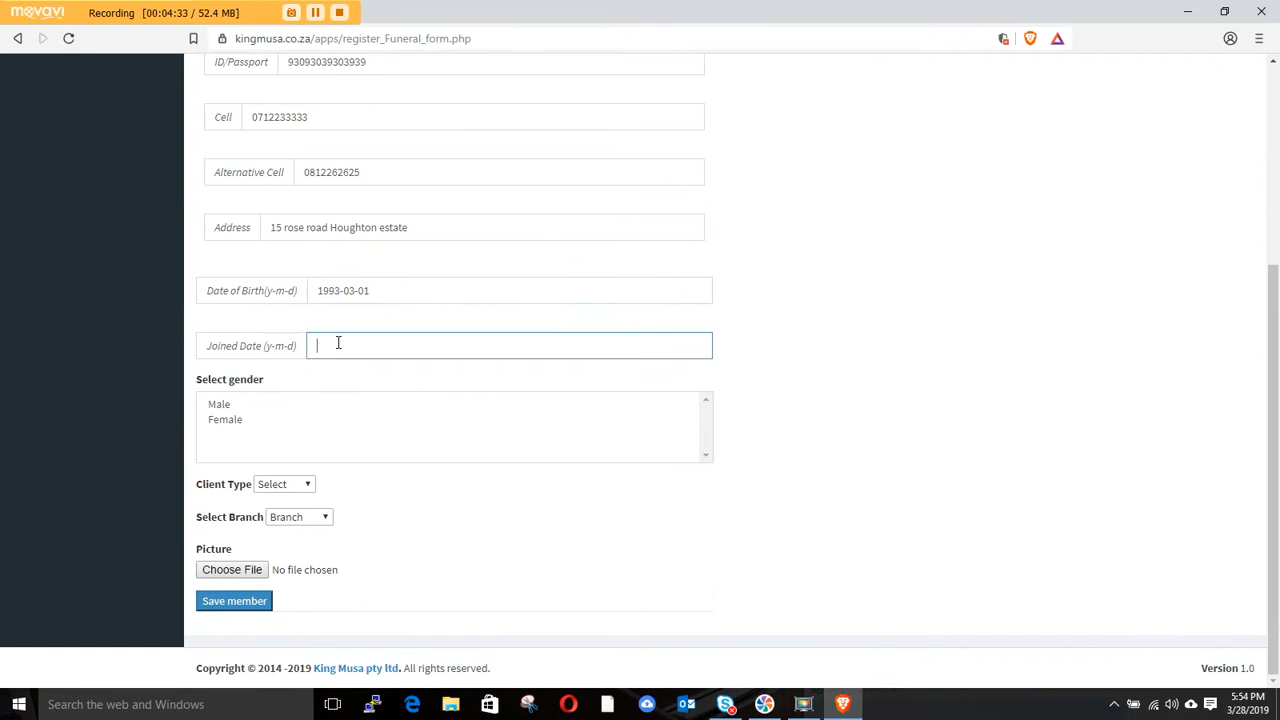 movavi Recording [00:04:33 / 52.4 MB]
kingmusa.co.za/apps/register_Funeral_form.php
ID/Passport 93093039303939
Cell 0712233333
Alternative Cell 0812262625
Address 15 rose road Houghton estate
Date of Birth(y-m-d) 1993-03-01
Joined Date (y-m-d)
Select gender
Male
Female
Client Type Select
Select Branch Branch
Picture
Choose File No file chosen
Save member
Copyright © 2014 -2019 King Musa pty ltd. All rights reserved. Version 1.0
Search the web and Windows
5:54 PM
3/28/2019